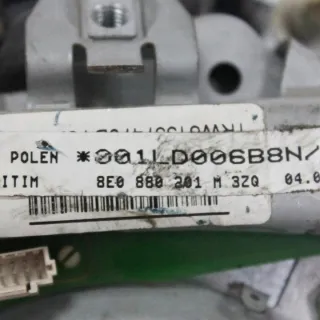 POLEN *001LD006B8N/
ITIM 8E0 880 201 M 3ZQ 04.0